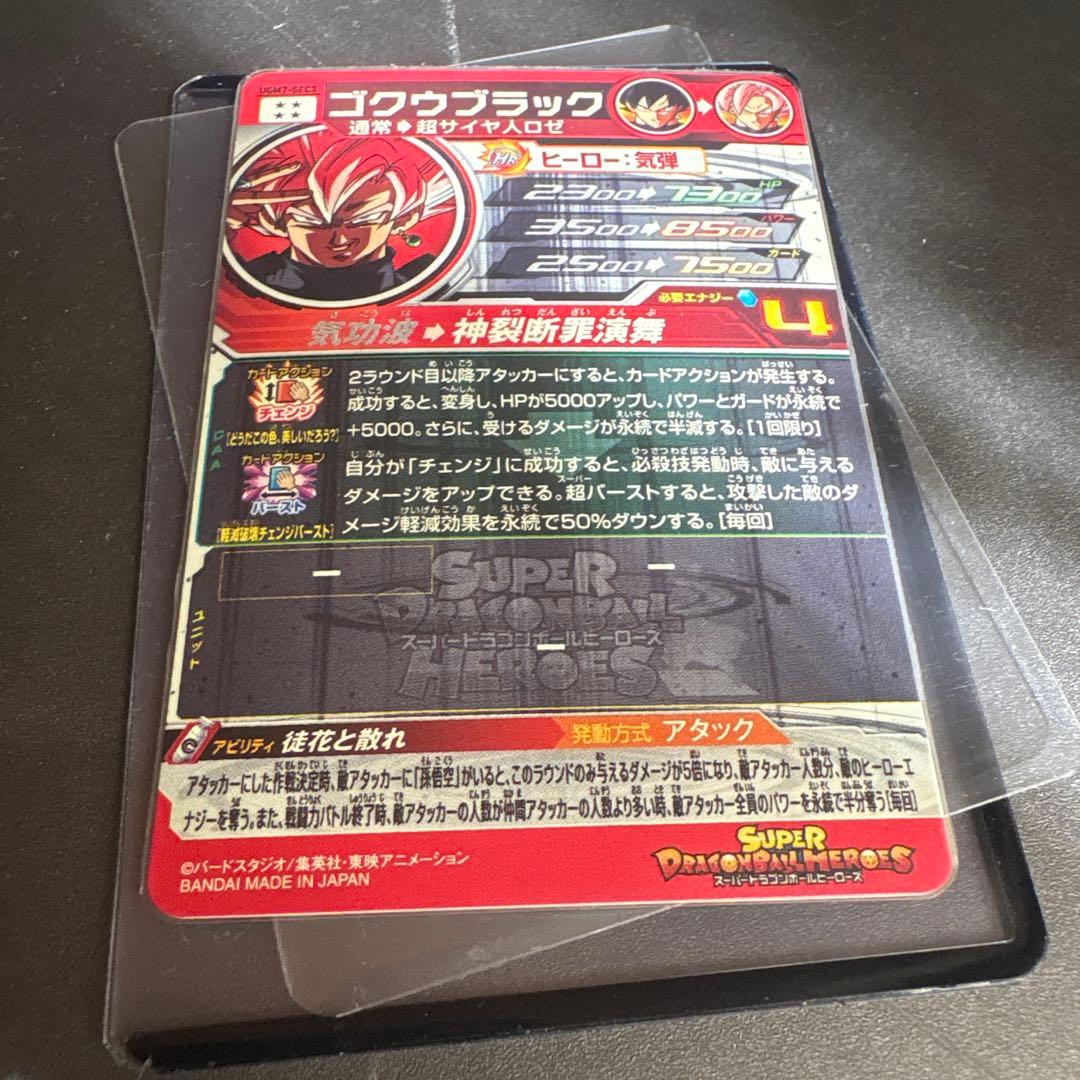 UGM7-SEC3
ゴクウブラック
通常➡超サイヤ人ロゼ
HR ヒーロー：気弾
2300➡7300 HP
3500➡8500 パワー
2500➡7500 ガード
必要エナジー 4
気功波➡神裂断罪演舞
CAA
カードアクション
チェンジ
[どうだこの色、美しいだろう?]
2ラウンド目以降アタッカーにすると、カードアクションが発生する。
成功すると、変身し、HPが5000アップし、パワーとガードが永続で
+5000。さらに、受けるダメージが永続で半減する。[1回限り]
カードアクション
バースト
[軽減破壊チェンジバースト]
自分が「チェンジ」に成功すると、必殺技発動時、敵に与える
ダメージをアップできる。超バーストすると、攻撃した敵のダ
メージ軽減効果を永続で50%ダウンする。[毎回]
ユニット
ー
ー
ー
SUPER
DRAGONBALL
スーパードラゴンボールヒーローズ
HEROES
アビリティ 徒花と散れ
発動方式 アタック
アタッカーにした作戦決定時、敵アタッカーに「孫悟空」がいると、このラウンドのみ与えるダメージが5倍になり、敵アタッカー人数分、敵のヒーローエ
ナジーを奪う。また、戦闘力バトル終了時、敵アタッカーの人数が仲間アタッカーの人数より多い時、敵アタッカー全員のパワーを永続で半分奪う[毎回]
©バードスタジオ/集英社・東映アニメーション
BANDAI MADE IN JAPAN
SUPER
DRAGONBALL HEROES
スーパードラゴンボールヒーローズ